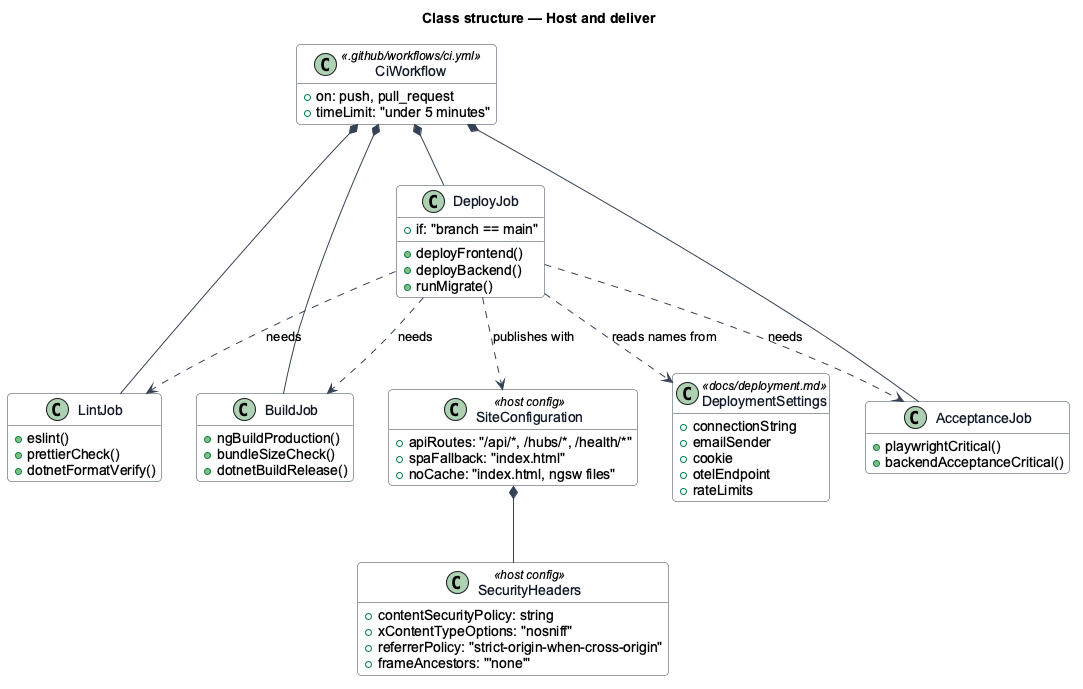 Class structure — Host and deliver
C
«.github/workflows/ci.yml»
CiWorkflow
on: push, pull_request
timeLimit: "under 5 minutes"
C DeployJob
if: "branch == main"
deployFrontend()
deployBackend()
runMigrate()
needs
needs
publishes with
reads names from
needs
C LintJob
eslint()
prettierCheck()
dotnetFormatVerify()
C BuildJob
ngBuildProduction()
bundleSizeCheck()
dotnetBuildRelease()
C
«host config»
SiteConfiguration
apiRoutes: "/api/*, /hubs/*, /health/*"
spaFallback: "index.html"
noCache: "index.html, ngsw files"
C
«docs/deployment.md»
DeploymentSettings
connectionString
emailSender
cookie
otelEndpoint
rateLimits
C AcceptanceJob
playwrightCritical()
backendAcceptanceCritical()
C
«host config»
SecurityHeaders
contentSecurityPolicy: string
xContentTypeOptions: "nosniff"
referrerPolicy: "strict-origin-when-cross-origin"
frameAncestors: "'none'"